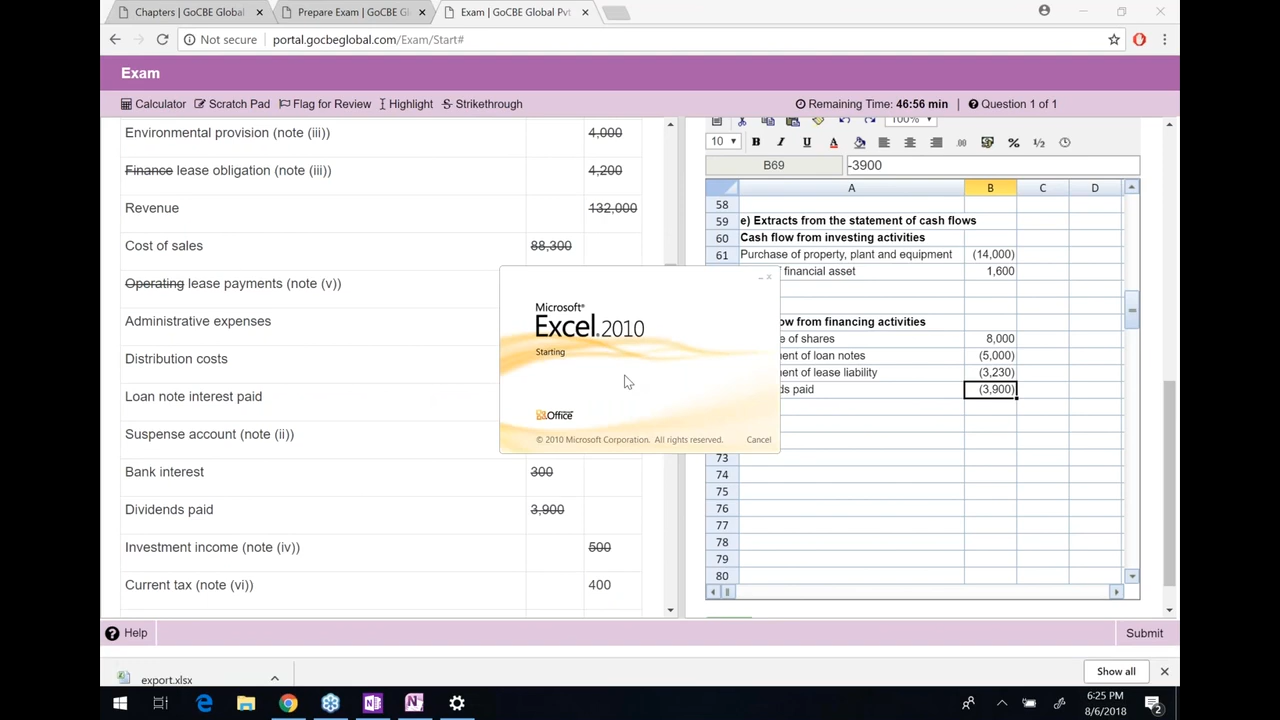 Chapters | GoCBE Global
Prepare Exam | GoCBE Gl
Exam | GoCBE Global Pvt
Not secure
portal.gocbeglobal.com/Exam/Start#
Exam
Calculator
Scratch Pad
Flag for Review
Highlight
Strikethrough
Remaining Time: 46:56 min
Question 1 of 1
Environmental provision (note (iii)) 4,000
Finance lease obligation (note (iii)) 4,200
Revenue 132,000
Cost of sales 88,300
Operating lease payments (note (v))
Administrative expenses
Distribution costs
Loan note interest paid
Suspense account (note (ii))
Bank interest 300
Dividends paid 3,900
Investment income (note (iv)) 500
Current tax (note (vi)) 400
100%
10 B I U A .00 % 1/2
B69 -3900
A B C D
58
59 e) Extracts from the statement of cash flows
60 Cash flow from investing activities
61 Purchase of property, plant and equipment (14,000)
financial asset 1,600
ow from financing activities
e of shares 8,000
ment of loan notes (5,000)
ment of lease liability (3,230)
ds paid (3,900)
73
74
75
76
77
78
79
80
Microsoft®
Excel 2010
Starting
Office
© 2010 Microsoft Corporation. All rights reserved. Cancel
Help
Submit
export.xlsx
Show all
6:25 PM
8/6/2018
2